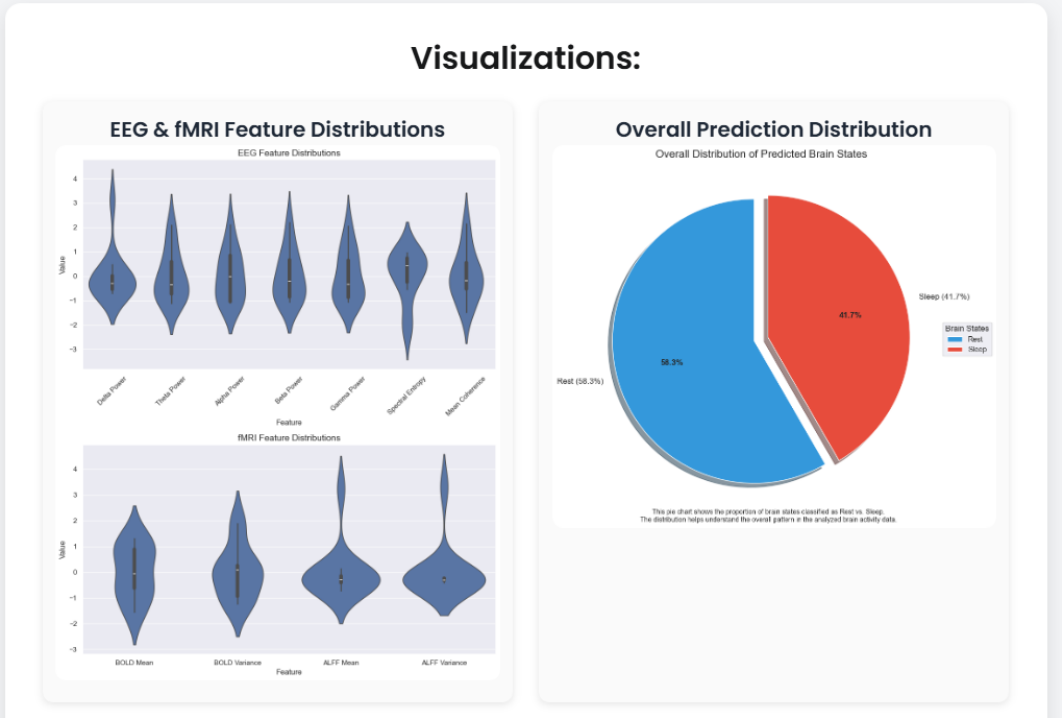 Visualizations:
EEG & fMRI Feature Distributions
EEG Feature Distributions
4
3
2
1
0
−1
−2
−3
Value
Delta Power
Theta Power
Alpha Power
Beta Power
Gamma Power
Spectral Entropy
Mean Coherence
Feature
fMRI Feature Distributions
4
3
2
1
0
−1
−2
−3
Value
BOLD Mean
BOLD Variance
ALFF Mean
ALFF Variance
Feature
Overall Prediction Distribution
Overall Distribution of Predicted Brain States
Sleep (41.7%)
41.7%
58.3%
Rest (58.3%)
Brain States
Rest
Sleep
This pie chart shows the proportion of brain states classified as Rest vs. Sleep.
The distribution helps understand the overall pattern in the analyzed brain activity data.